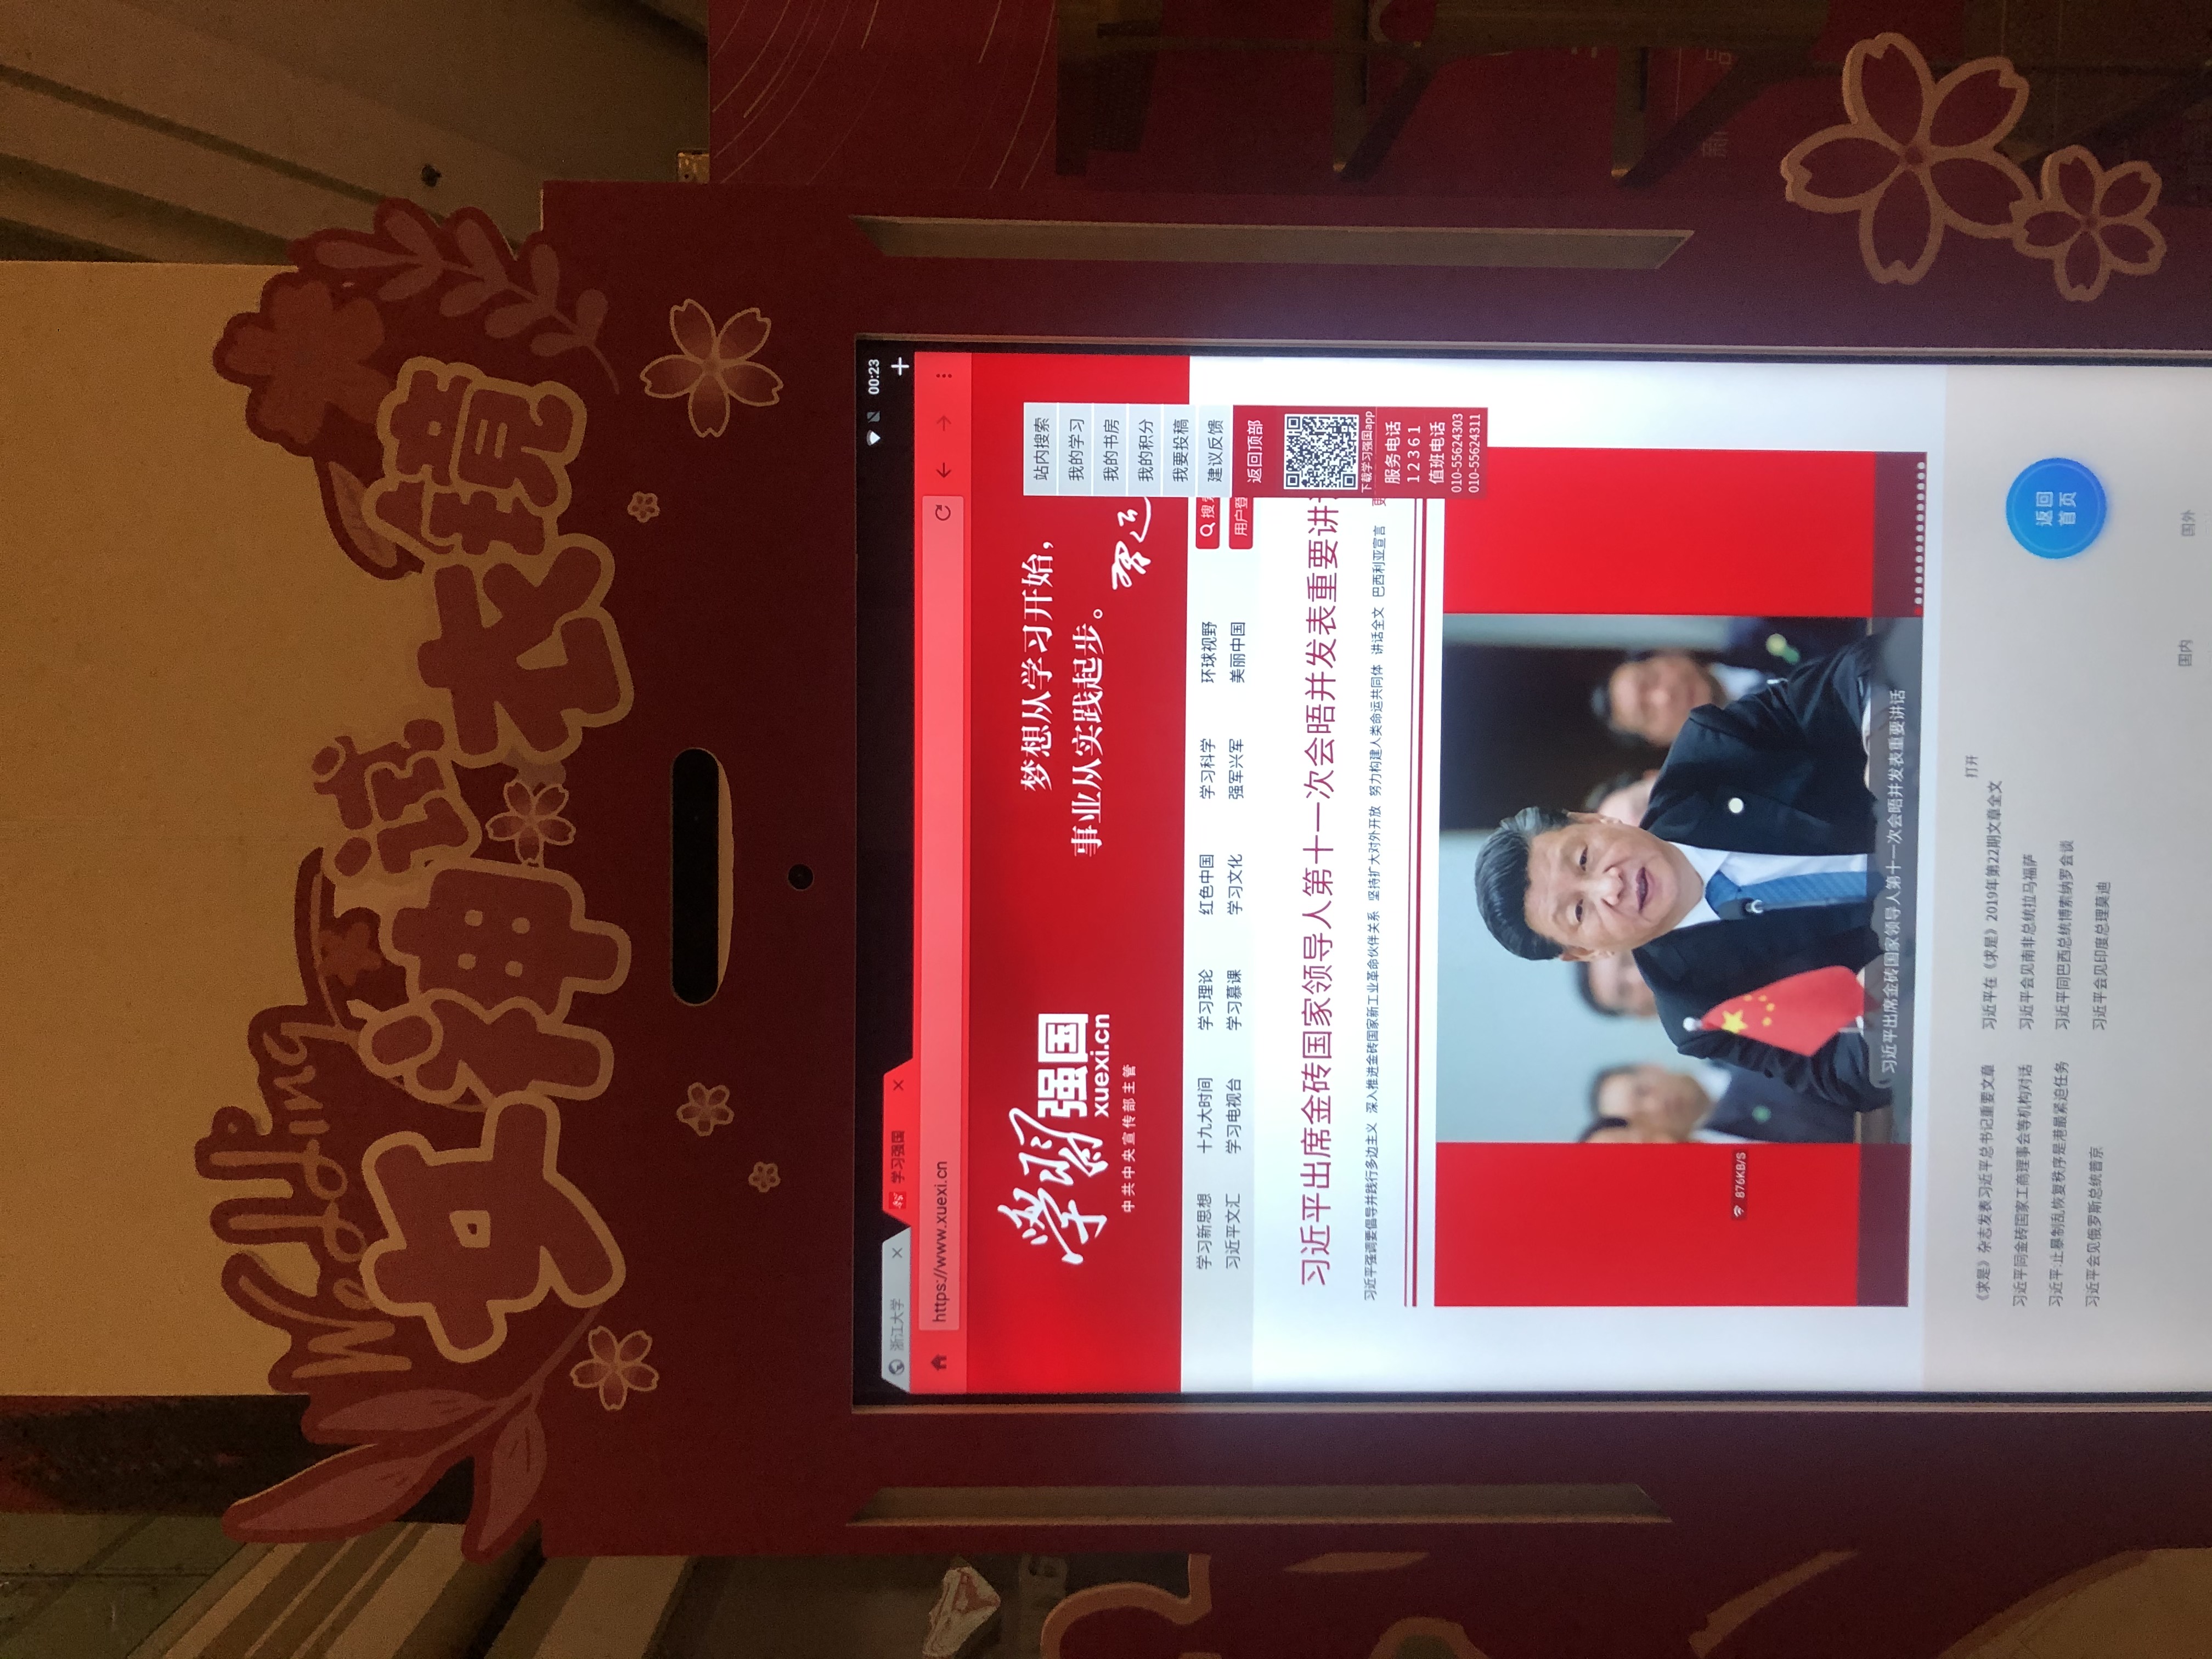 Wedding
女神试衣镜
00:23
浙江大学
学习强国
https://www.xuexi.cn
學習强国
xuexi.cn
中共中央宣传部主管
梦想从学习开始,
事业从实践起步。
习近
站内搜索
我的学习
我的书房
我的积分
我要投稿
建议反馈
返回顶部
下载学习强国app
服务电话
12361
值班电话
010-55624303
010-55624311
学习新思想 十九大时间 学习理论 红色中国 学习科学 环球视野 搜
习近平文汇 学习电视台 学习慕课 学习文化 强军兴军 美丽中国 用户登
习近平出席金砖国家领导人第十一次会晤并发表重要讲
习近平强调要倡导并践行多边主义 深入推进金砖国家新工业革命伙伴关系 坚持扩大对外开放 努力构建人类命运共同体 讲话全文 巴西利亚宣言
876KB/S
习近平出席金砖国家领导人第十一次会晤并发表重要讲话
打开
《求是》杂志发表习近平总书记重要文章 习近平在《求是》2019年第22期文章全文
习近平同金砖国家工商理事会等机构对话 习近平会见南非总统拉马福萨
习近平:止暴制乱恢复秩序是港最紧迫任务 习近平同巴西总统博索纳罗会谈
习近平会见俄罗斯总统普京 习近平会见印度总理莫迪
返回
首页
国内 国外